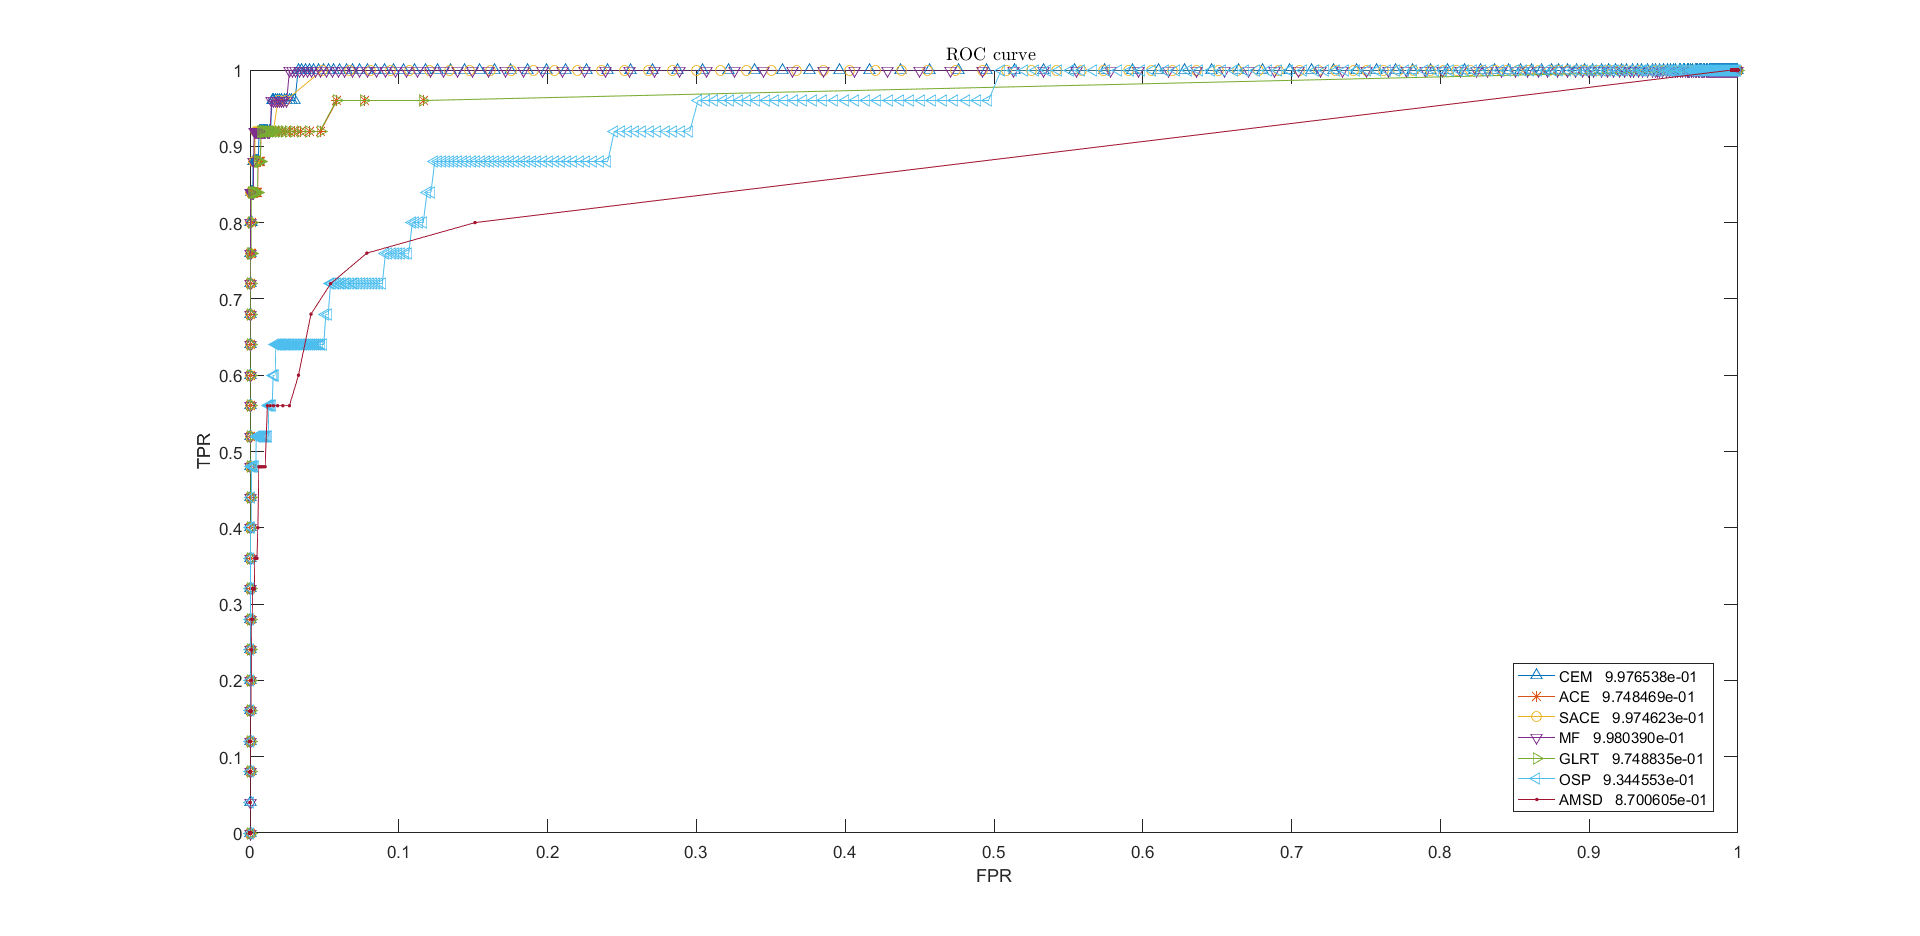 ROC curve
1
0.9
0.8
0.7
0.6
0.5
0.4
0.3
0.2
0.1
0
TPR
0 0.1 0.2 0.3 0.4 0.5 0.6 0.7 0.8 0.9 1
FPR
CEM 9.976538e-01
ACE 9.748469e-01
SACE 9.974623e-01
MF 9.980390e-01
GLRT 9.748835e-01
OSP 9.344553e-01
AMSD 8.700605e-01